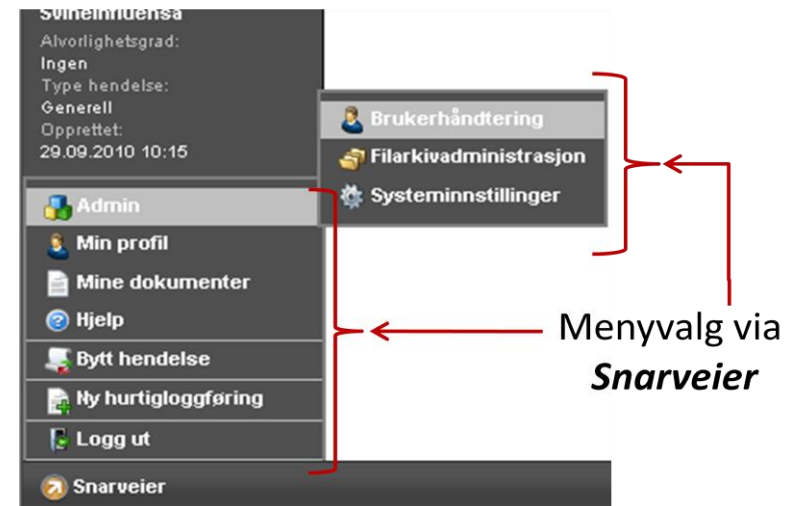 Svineinfluensa
Alvorlighetsgrad:
Ingen
Type hendelse:
Generell
Opprettet:
29.09.2010 10:15
Admin
Min profil
Mine dokumenter
Hjelp
Bytt hendelse
Ny hurtigloggføring
Logg ut
Snarveier
Brukerhåndtering
Filarkivadministrasjon
Systeminnstillinger
Menyvalg via
Snarveier